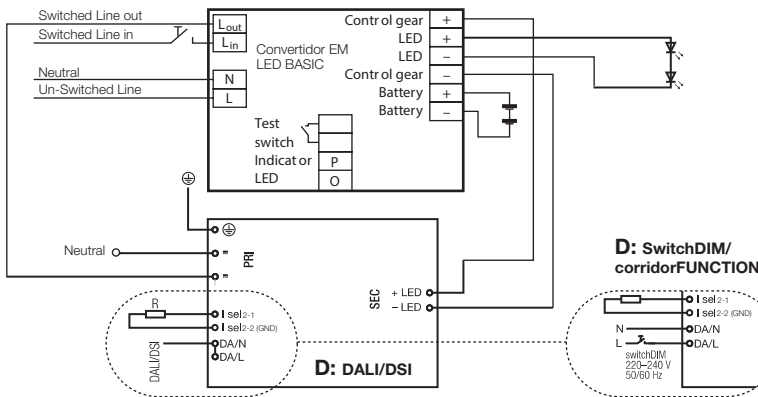 Switched Line out
Switched Line in
Neutral
Un-Switched Line
Lout
Lin
N
L
Convertidor EM
LED BASIC
Control gear +
LED +
LED −
Control gear −
Battery +
Battery −
Test
switch
Indicator P
LED O
Neutral
PRI
=
=
SEC
+ LED
− LED
R
I sel2-1
I sel2-2 (GND)
DA/N
DA/L
DALI/DSI
D: DALI/DSI
D: SwitchDIM/
corridorFUNCTION
I sel2-1
I sel2-2 (GND)
N
DA/N
L
DA/L
switchDIM
220–240 V
50/60 Hz